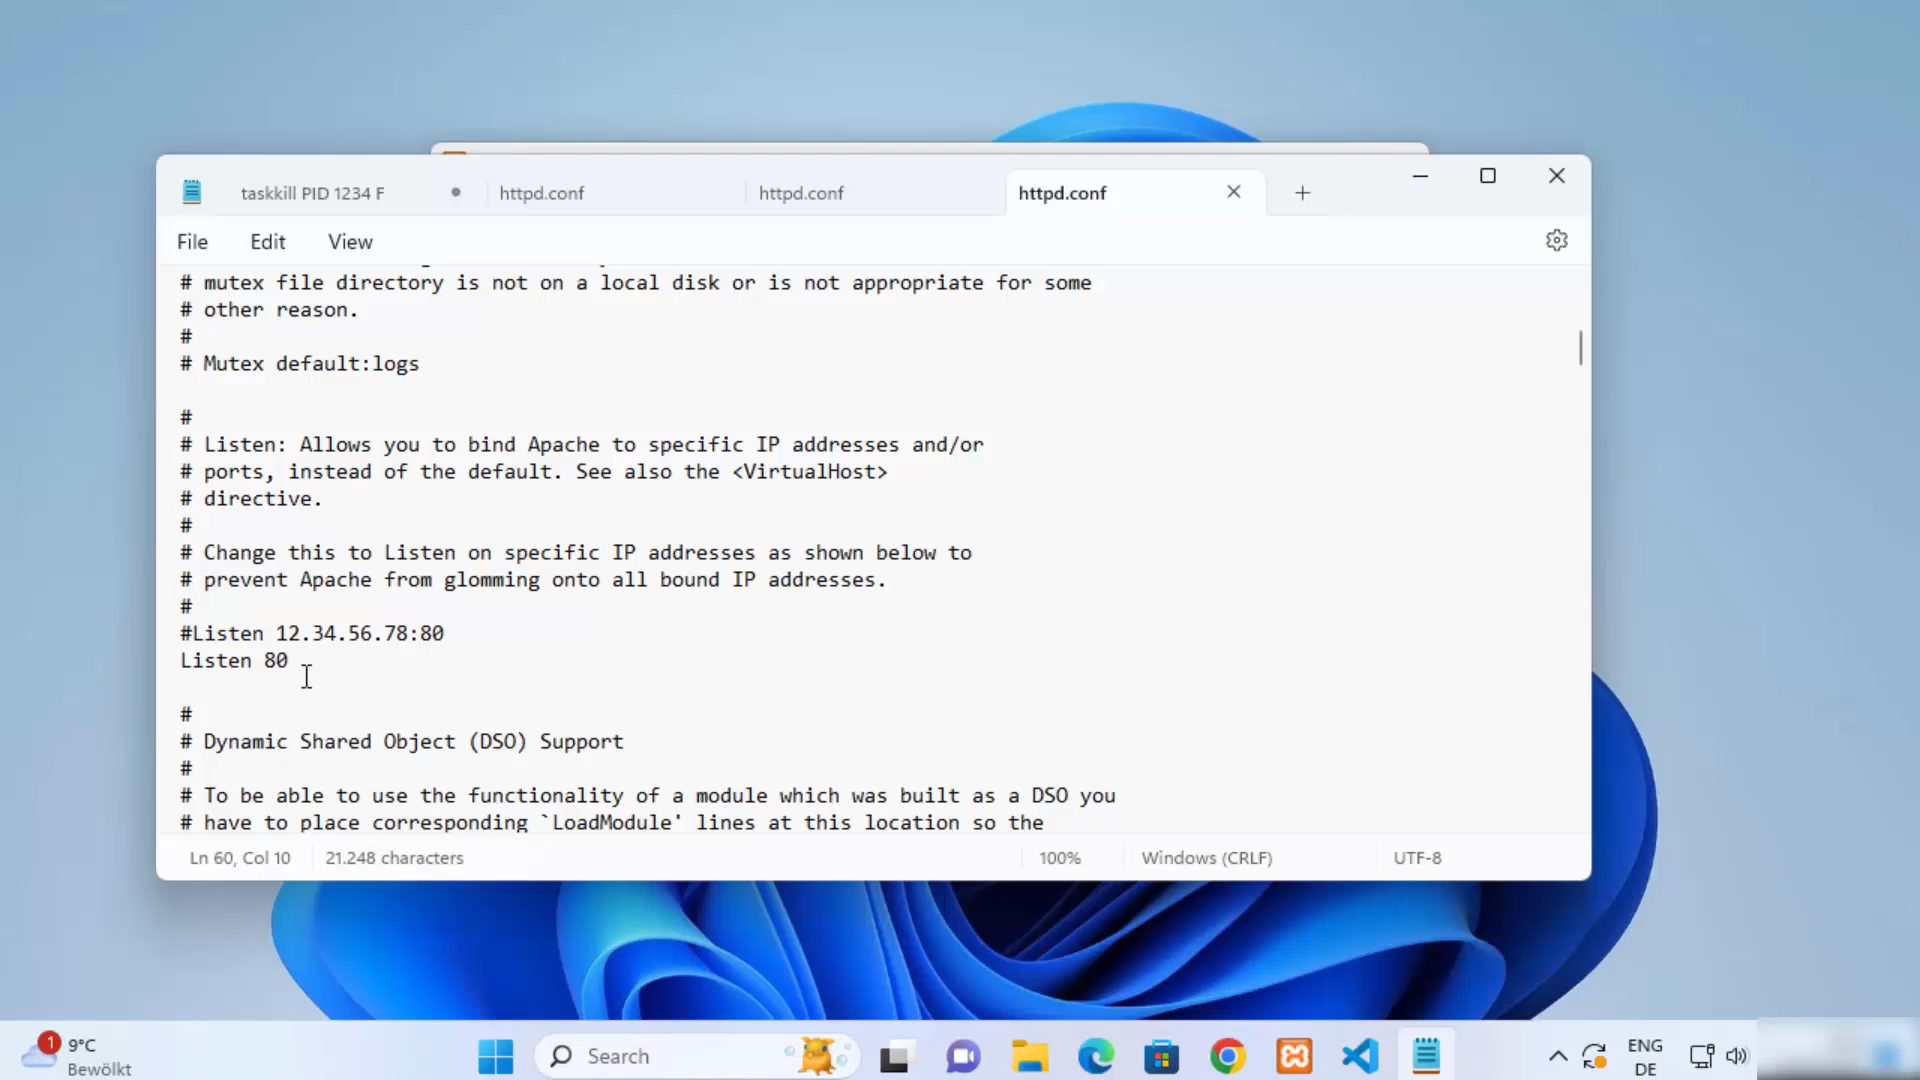 taskkill PID 1234 F
httpd.conf
httpd.conf
httpd.conf
File Edit View
# mutex file directory is not on a local disk or is not appropriate for some
# other reason.
#
# Mutex default:logs
#
# Listen: Allows you to bind Apache to specific IP addresses and/or
# ports, instead of the default. See also the <VirtualHost>
# directive.
#
# Change this to Listen on specific IP addresses as shown below to
# prevent Apache from glomming onto all bound IP addresses.
#
#Listen 12.34.56.78:80
Listen 80
#
# Dynamic Shared Object (DSO) Support
#
# To be able to use the functionality of a module which was built as a DSO you
# have to place corresponding `LoadModule' lines at this location so the
Ln 60, Col 10 21.248 characters 100% Windows (CRLF) UTF-8
1
9°C
Bewölkt
Search
ENG
DE